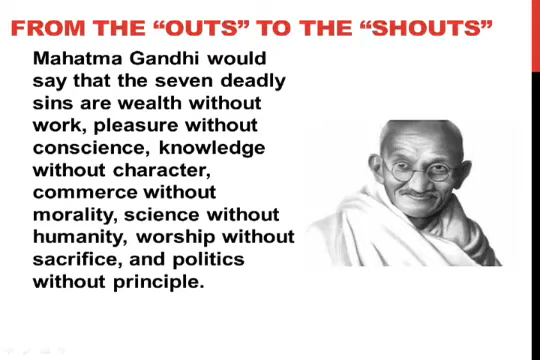 FROM THE “OUTS” TO THE “SHOUTS”
Mahatma Gandhi would
say that the seven deadly
sins are wealth without
work, pleasure without
conscience, knowledge
without character,
commerce without
morality, science without
humanity, worship without
sacrifice, and politics
without principle.